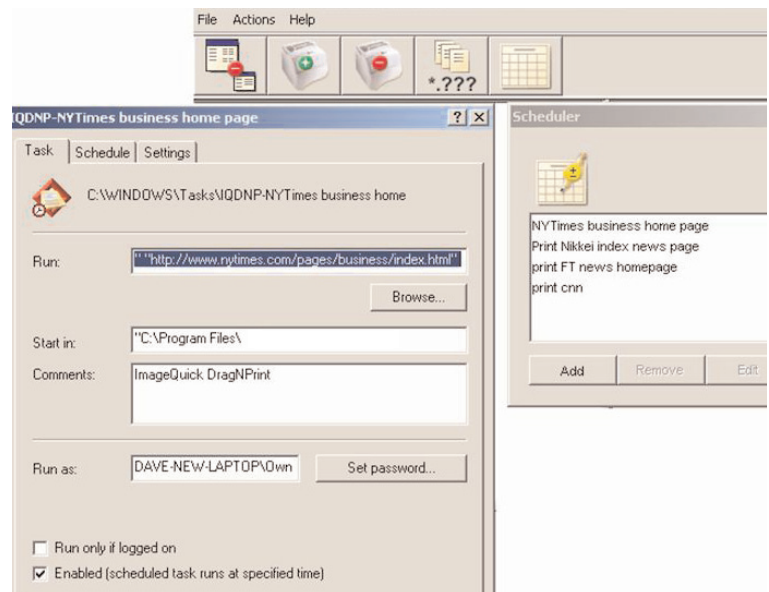 File Actions Help
*.???
IQDNP-NYTimes business home page
Task Schedule Settings
C:\WINDOWS\Tasks\IQDNP-NYTimes business home
Run: " "http://www.nytimes.com/pages/business/index.html"
Browse...
Start in: "C:\Program Files\
Comments: ImageQuick DragNPrint
Run as: DAVE-NEW-LAPTOP\Own
Set password...
Run only if logged on
Enabled (scheduled task runs at specified time)
Scheduler
NYTimes business home page
Print Nikkei index news page
print FT news homepage
print cnn
Add Remove Edit